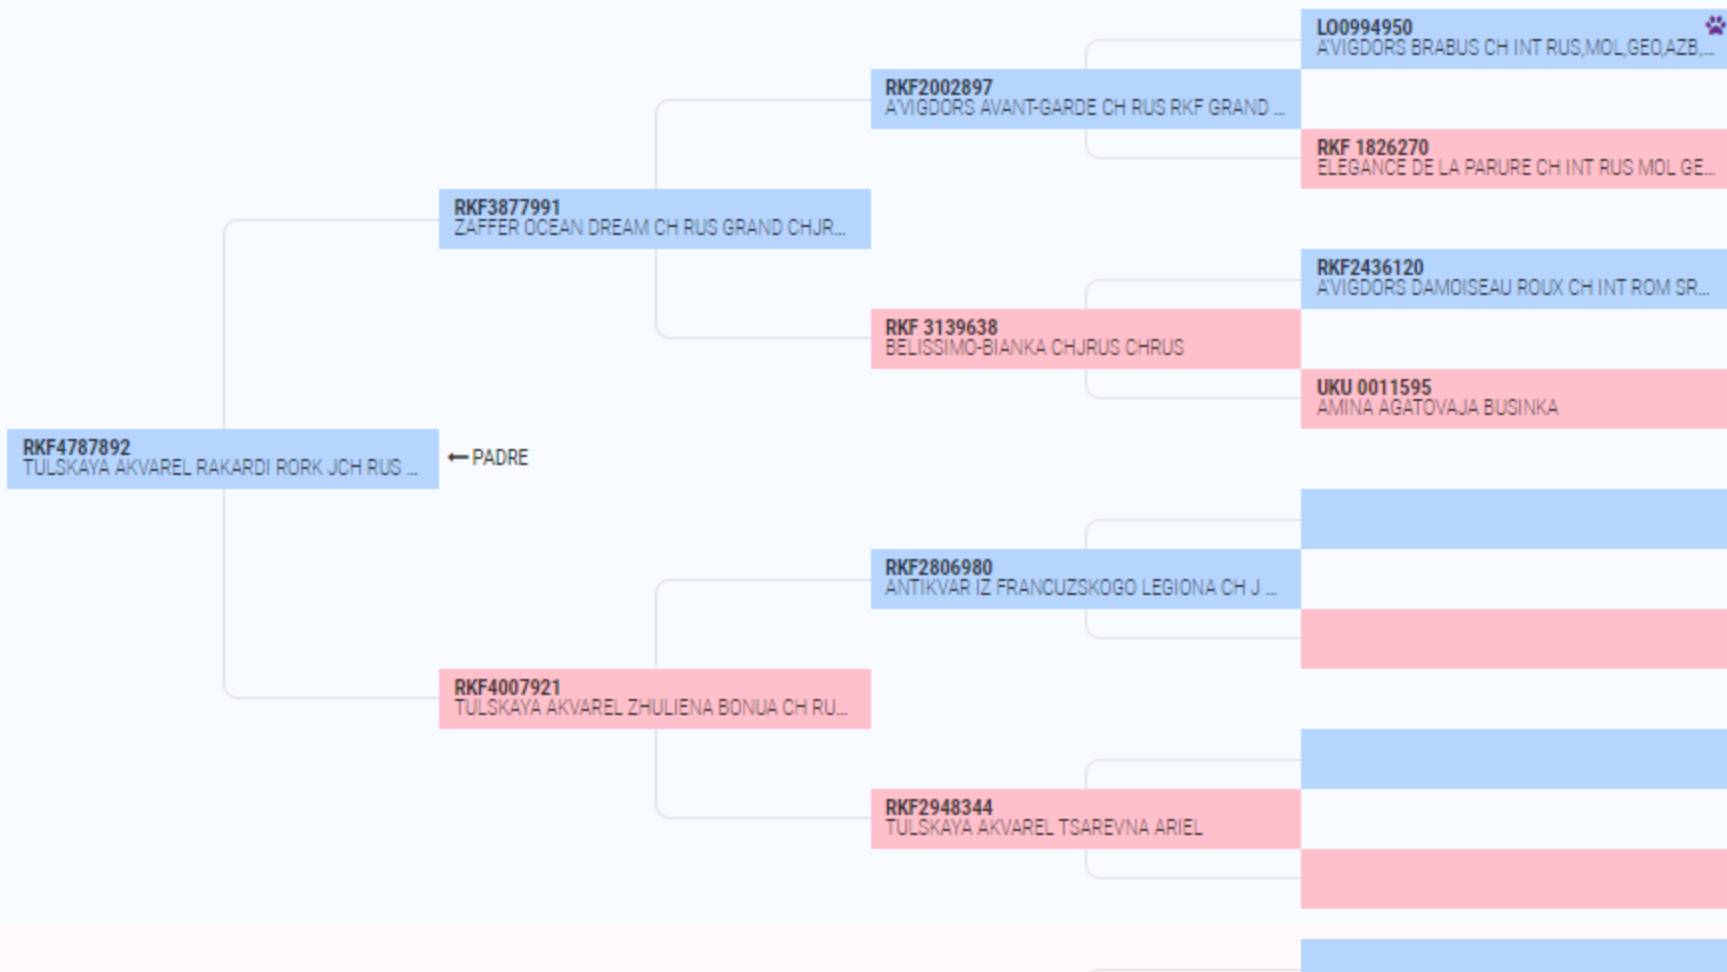 LO0994950
A'VIGDORS BRABUS CH INT RUS,MOL,GEO,AZB,...
RKF2002897
A'VIGDORS AVANT-GARDE CH RUS RKF GRAND ...
RKF 1826270
ELEGANCE DE LA PARURE CH INT RUS MOL GE...
RKF3877991
ZAFFER OCEAN DREAM CH RUS GRAND CHJR...
RKF2436120
A'VIGDORS DAMOISEAU ROUX CH INT ROM SR...
RKF 3139638
BELISSIMO-BIANKA CHJRUS CHRUS
UKU 0011595
AMINA AGATOVAJA BUSINKA
RKF4787892
TULSKAYA AKVAREL RAKARDI RORK JCH RUS ...
← PADRE
RKF2806980
ANTIKVAR IZ FRANCUZSKOGO LEGIONA CH J ...
RKF4007921
TULSKAYA AKVAREL ZHULIENA BONUA CH RU...
RKF2948344
TULSKAYA AKVAREL TSAREVNA ARIEL